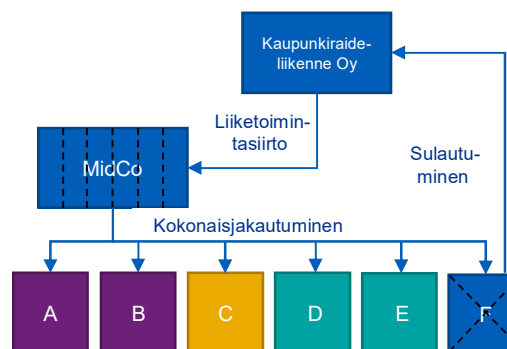 Kaupunkiraide-
liikenne Oy
Liiketoimin-
tasiirto
Sulautu-
minen
MidCo
Kokonaisjakautuminen
A B C D E F